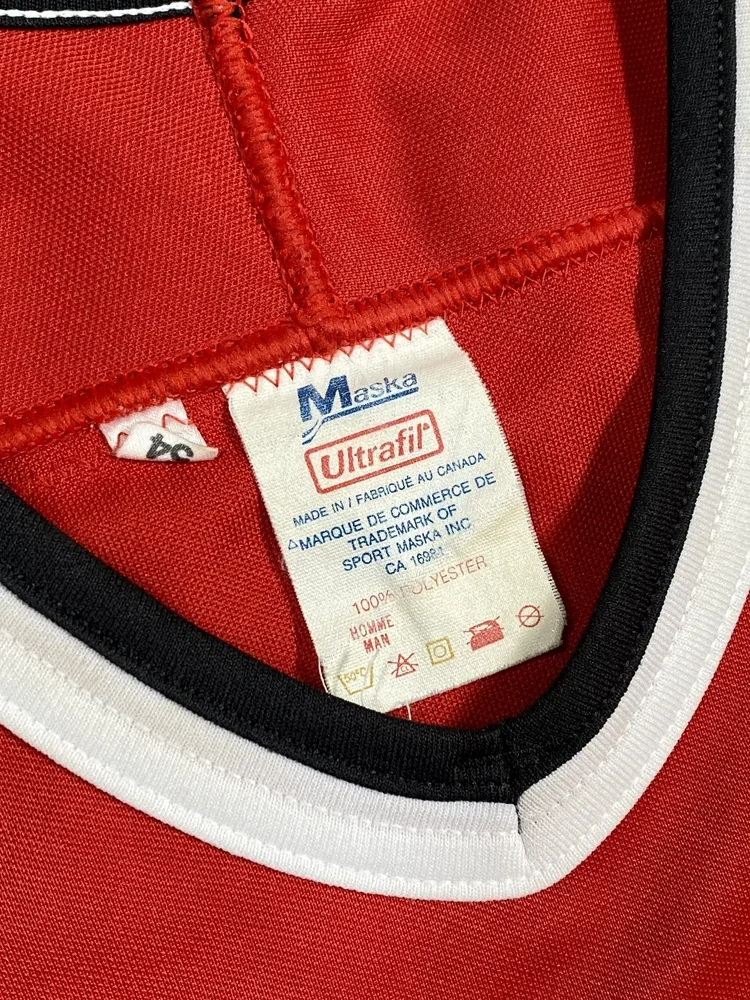 Maska
Ultrafil
MADE IN / FABRIQUÉ AU CANADA
△MARQUE DE COMMERCE DE
TRADEMARK OF
SPORT MASKA INC
CA 16981
100% POLYESTER
HOMME
MAN
50°C